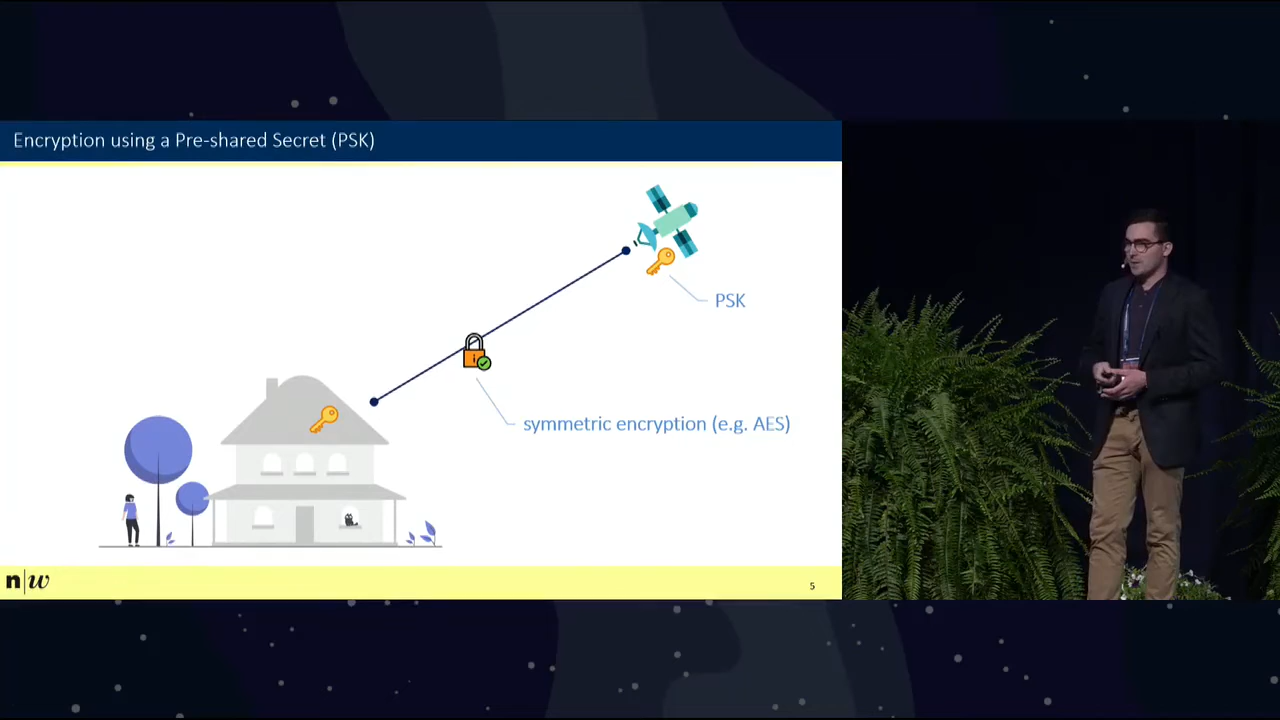 Encryption using a Pre-shared Secret (PSK)
PSK
symmetric encryption (e.g. AES)
n|w
5